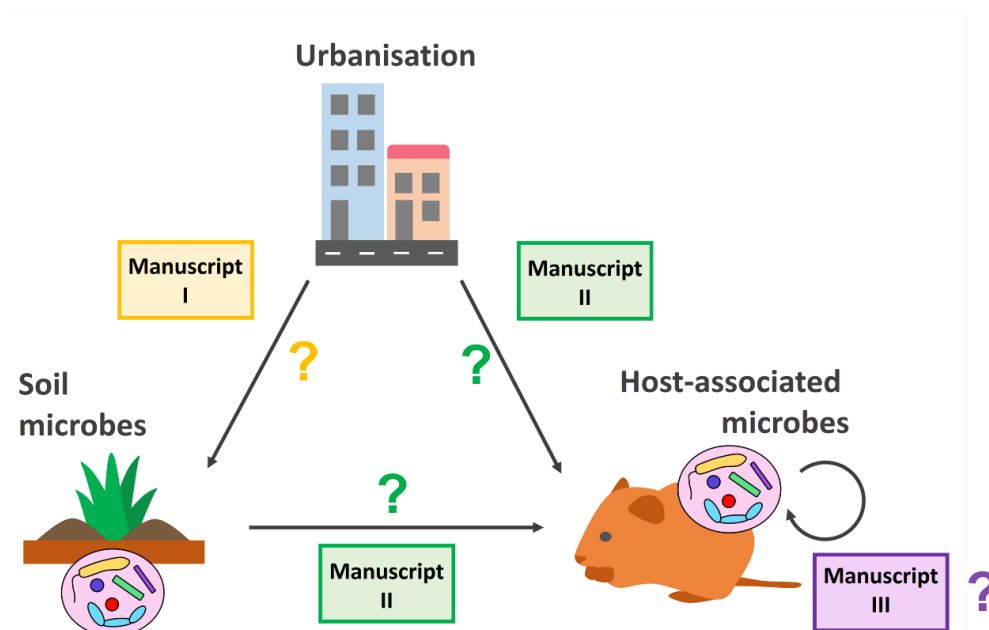 Urbanisation
Manuscript
I
Manuscript
II
?
?
Soil
microbes
Host-associated
microbes
?
Manuscript
II
Manuscript
III
?